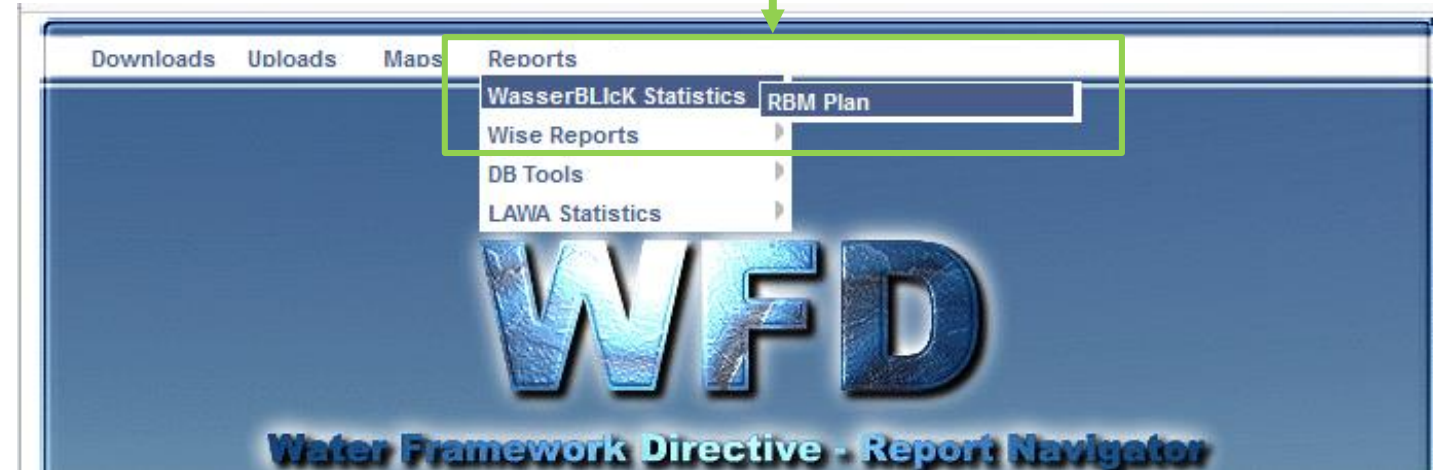 Downloads Uploads Maps Reports
WasserBLIcK Statistics RBM Plan
Wise Reports
DB Tools
LAWA Statistics
WFD
Water Framework Directive - Report Navigator